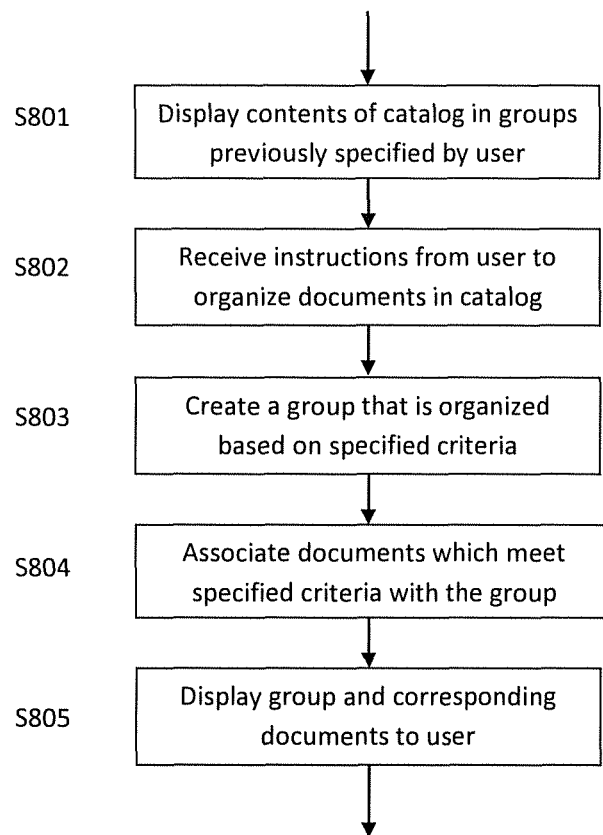 S801
Display contents of catalog in groups
previously specified by user
S802
Receive instructions from user to
organize documents in catalog
S803
Create a group that is organized
based on specified criteria
S804
Associate documents which meet
specified criteria with the group
S805
Display group and corresponding
documents to user